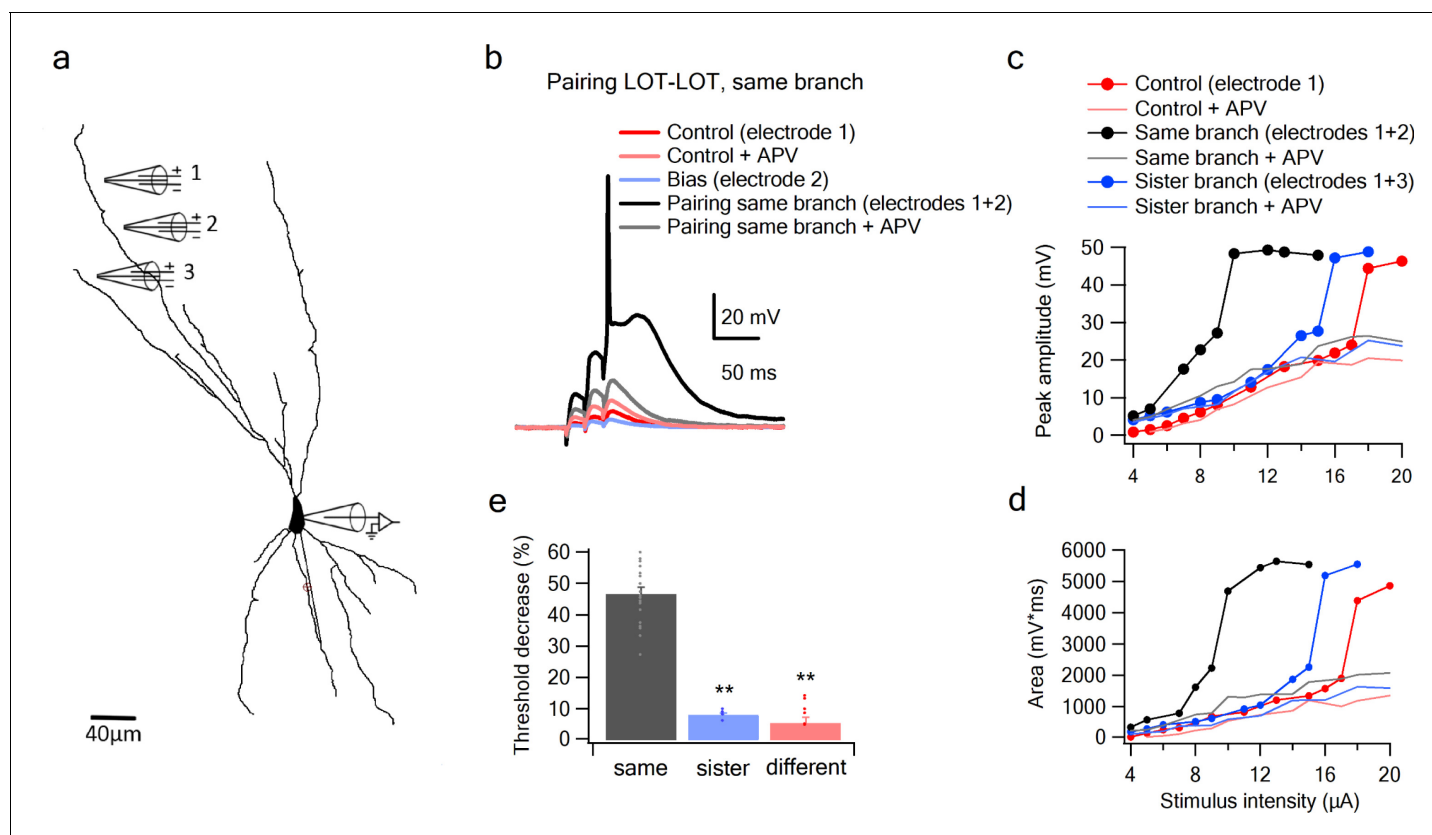 a
+ 1
−
+ 2
−
+ 3
−
40µm
b
Pairing LOT-LOT, same branch
Control (electrode 1)
Control + APV
Bias (electrode 2)
Pairing same branch (electrodes 1+2)
Pairing same branch + APV
20 mV
50 ms
c
Control (electrode 1)
Control + APV
Same branch (electrodes 1+2)
Same branch + APV
Sister branch (electrodes 1+3)
Sister branch + APV
Peak amplitude (mV)
50
40
30
20
10
0
4 8 12 16 20
e
Threshold decrease (%)
60
50
40
30
20
10
0
** **
same sister different
d
Area (mV*ms)
6000
5000
4000
3000
2000
1000
0
4 8 12 16 20
Stimulus intensity (µA)